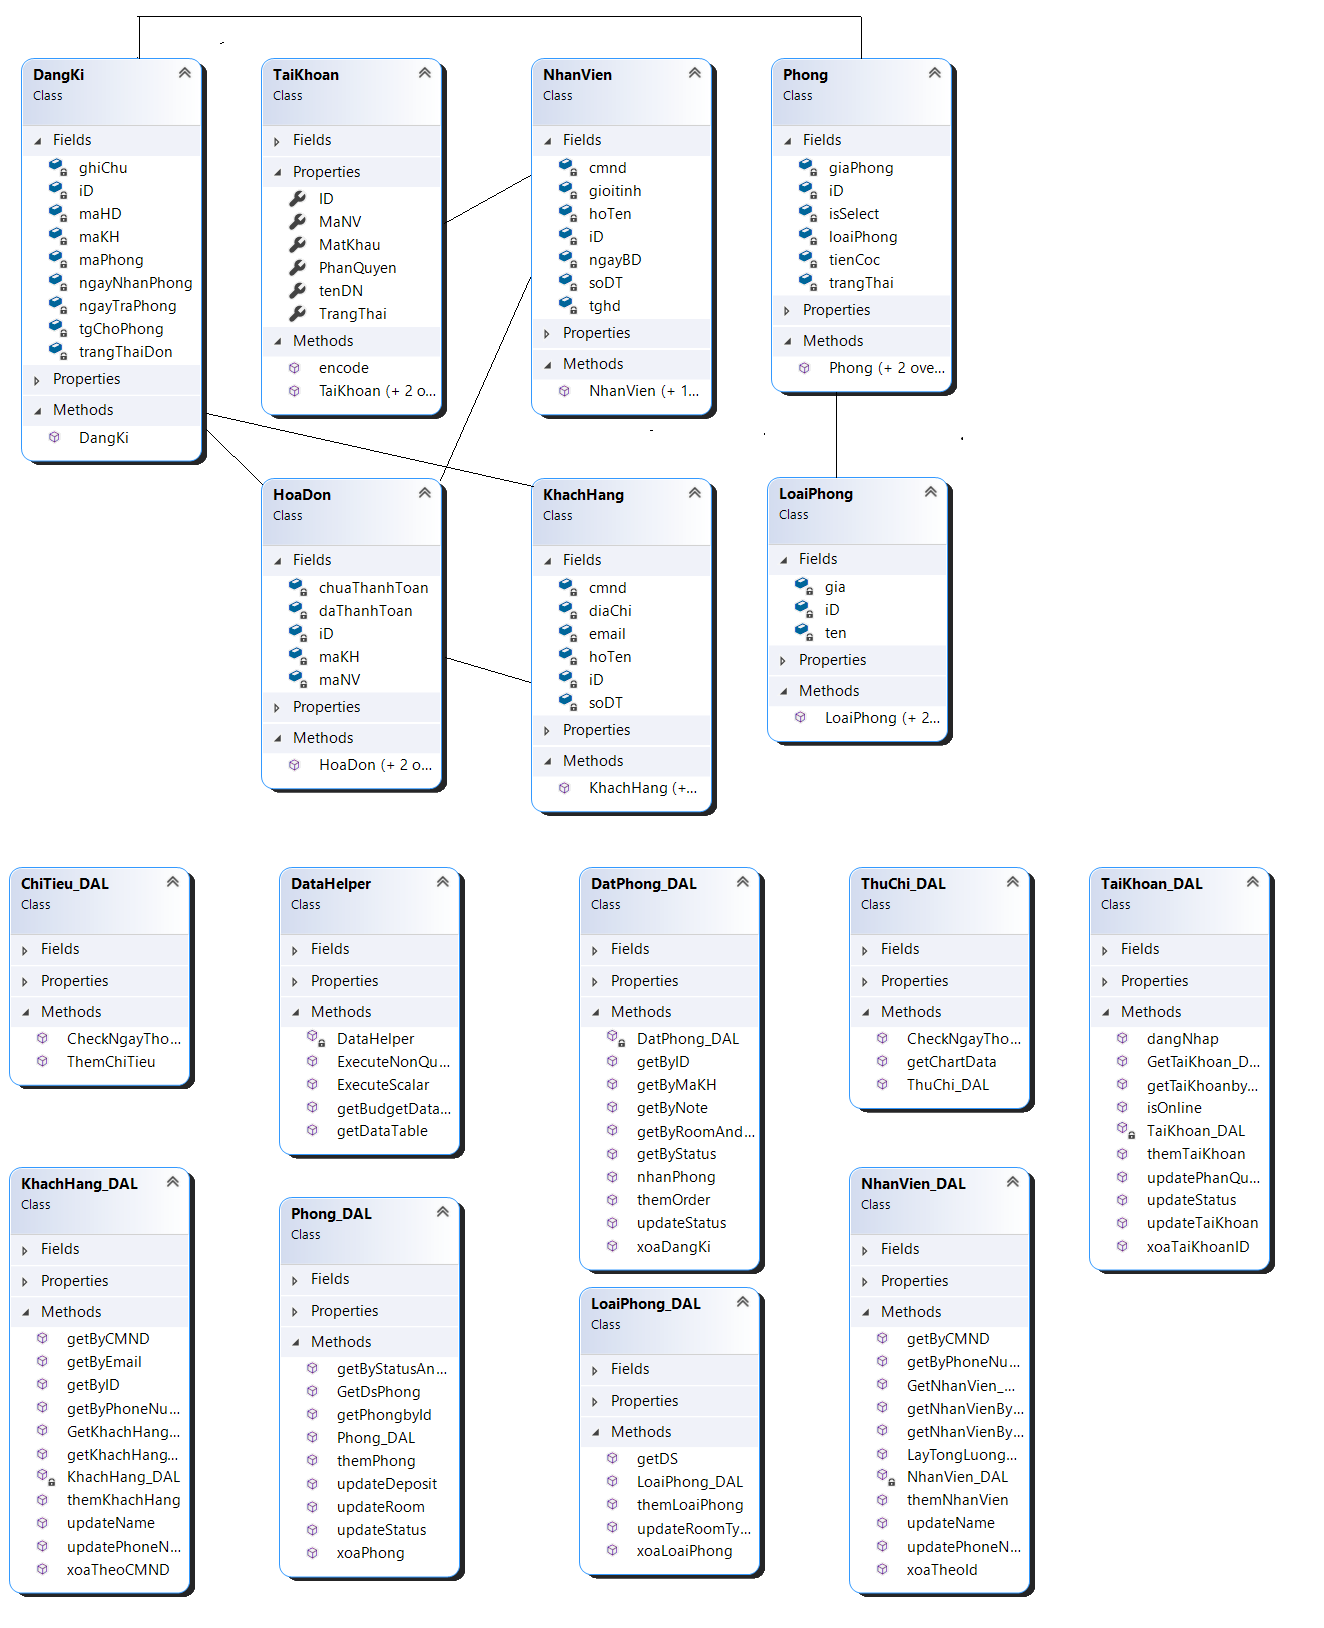 DangKi
Class
Fields
ghiChu
iD
maHD
maKH
maPhong
ngayNhanPhong
ngayTraPhong
tgChoPhong
trangThaiDon
Properties
Methods
DangKi
TaiKhoan
Class
Fields
Properties
ID
MaNV
MatKhau
PhanQuyen
tenDN
TrangThai
Methods
encode
TaiKhoan (+ 2 o...
NhanVien
Class
Fields
cmnd
gioitinh
hoTen
iD
ngayBD
soDT
tghd
Properties
Methods
NhanVien (+ 1...
Phong
Class
Fields
giaPhong
iD
isSelect
loaiPhong
tienCoc
trangThai
Properties
Methods
Phong (+ 2 ove...
HoaDon
Class
Fields
chuaThanhToan
daThanhToan
iD
maKH
maNV
Properties
Methods
HoaDon (+ 2 o...
KhachHang
Class
Fields
cmnd
diaChi
email
hoTen
iD
soDT
Properties
Methods
KhachHang (+...
LoaiPhong
Class
Fields
gia
iD
ten
Properties
Methods
LoaiPhong (+ 2...
ChiTieu_DAL
Class
Fields
Properties
Methods
CheckNgayTho...
ThemChiTieu
DataHelper
Class
Fields
Properties
Methods
DataHelper
ExecuteNonQu...
ExecuteScalar
getBudgetData...
getDataTable
DatPhong_DAL
Class
Fields
Properties
Methods
DatPhong_DAL
getByID
getByMaKH
getByNote
getByRoomAnd...
getByStatus
nhanPhong
themOrder
updateStatus
xoaDangKi
ThuChi_DAL
Class
Fields
Properties
Methods
CheckNgayTho...
getChartData
ThuChi_DAL
TaiKhoan_DAL
Class
Fields
Properties
Methods
dangNhap
GetTaiKhoan_D...
getTaiKhoanby...
isOnline
TaiKhoan_DAL
themTaiKhoan
updatePhanQu...
updateStatus
updateTaiKhoan
xoaTaiKhoanID
KhachHang_DAL
Class
Fields
Properties
Methods
getByCMND
getByEmail
getByID
getByPhoneNu...
GetKhachHang...
getKhachHang...
KhachHang_DAL
themKhachHang
updateName
updatePhoneN...
xoaTheoCMND
Phong_DAL
Class
Fields
Properties
Methods
getByStatusAn...
GetDsPhong
getPhongbyId
Phong_DAL
themPhong
updateDeposit
updateRoom
updateStatus
xoaPhong
LoaiPhong_DAL
Class
Fields
Properties
Methods
getDS
LoaiPhong_DAL
themLoaiPhong
updateRoomTy...
xoaLoaiPhong
NhanVien_DAL
Class
Fields
Properties
Methods
getByCMND
getByPhoneNu...
GetNhanVien_...
getNhanVienBy...
getNhanVienBy...
LayTongLuong...
NhanVien_DAL
themNhanVien
updateName
updatePhoneN...
xoaTheoId